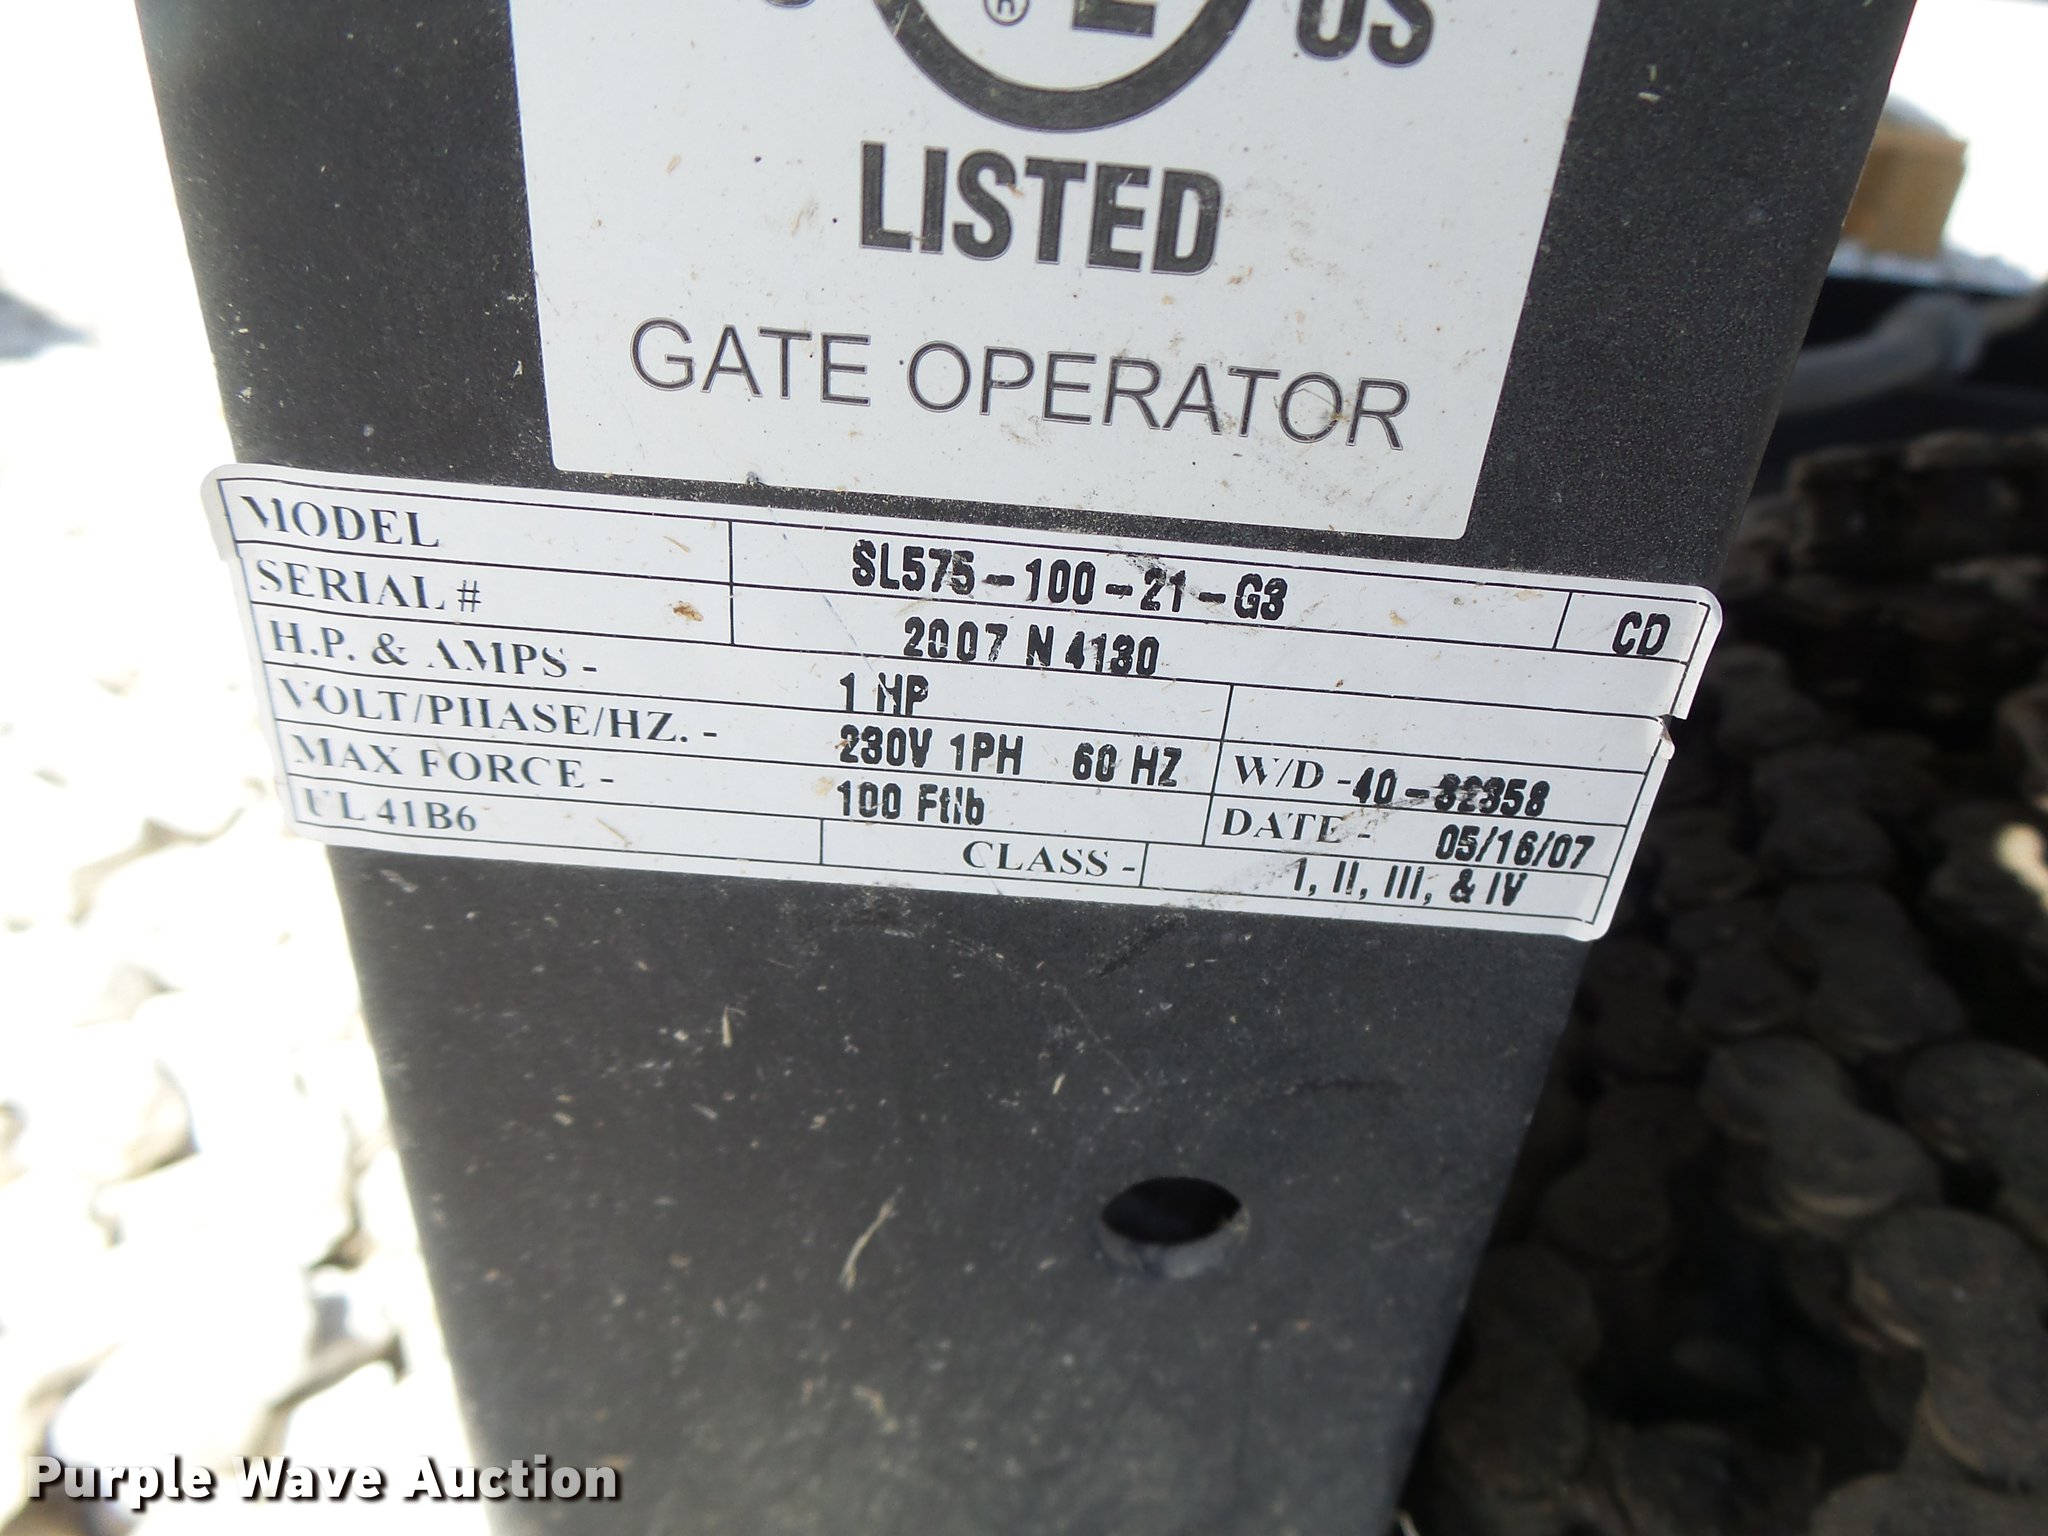 ® US
LISTED
GATE OPERATOR
MODEL SL575-100-21-G3 CD
SERIAL # 2007 N 4130
H.P. & AMPS - 1 HP
VOLT/PHASE/HZ. - 230V 1PH 60 HZ W/D - 40-32358
MAX FORCE - 100 Ftlb DATE - 05/16/07
UL 41B6 CLASS - I, II, III, & IV
Purple Wave Auction